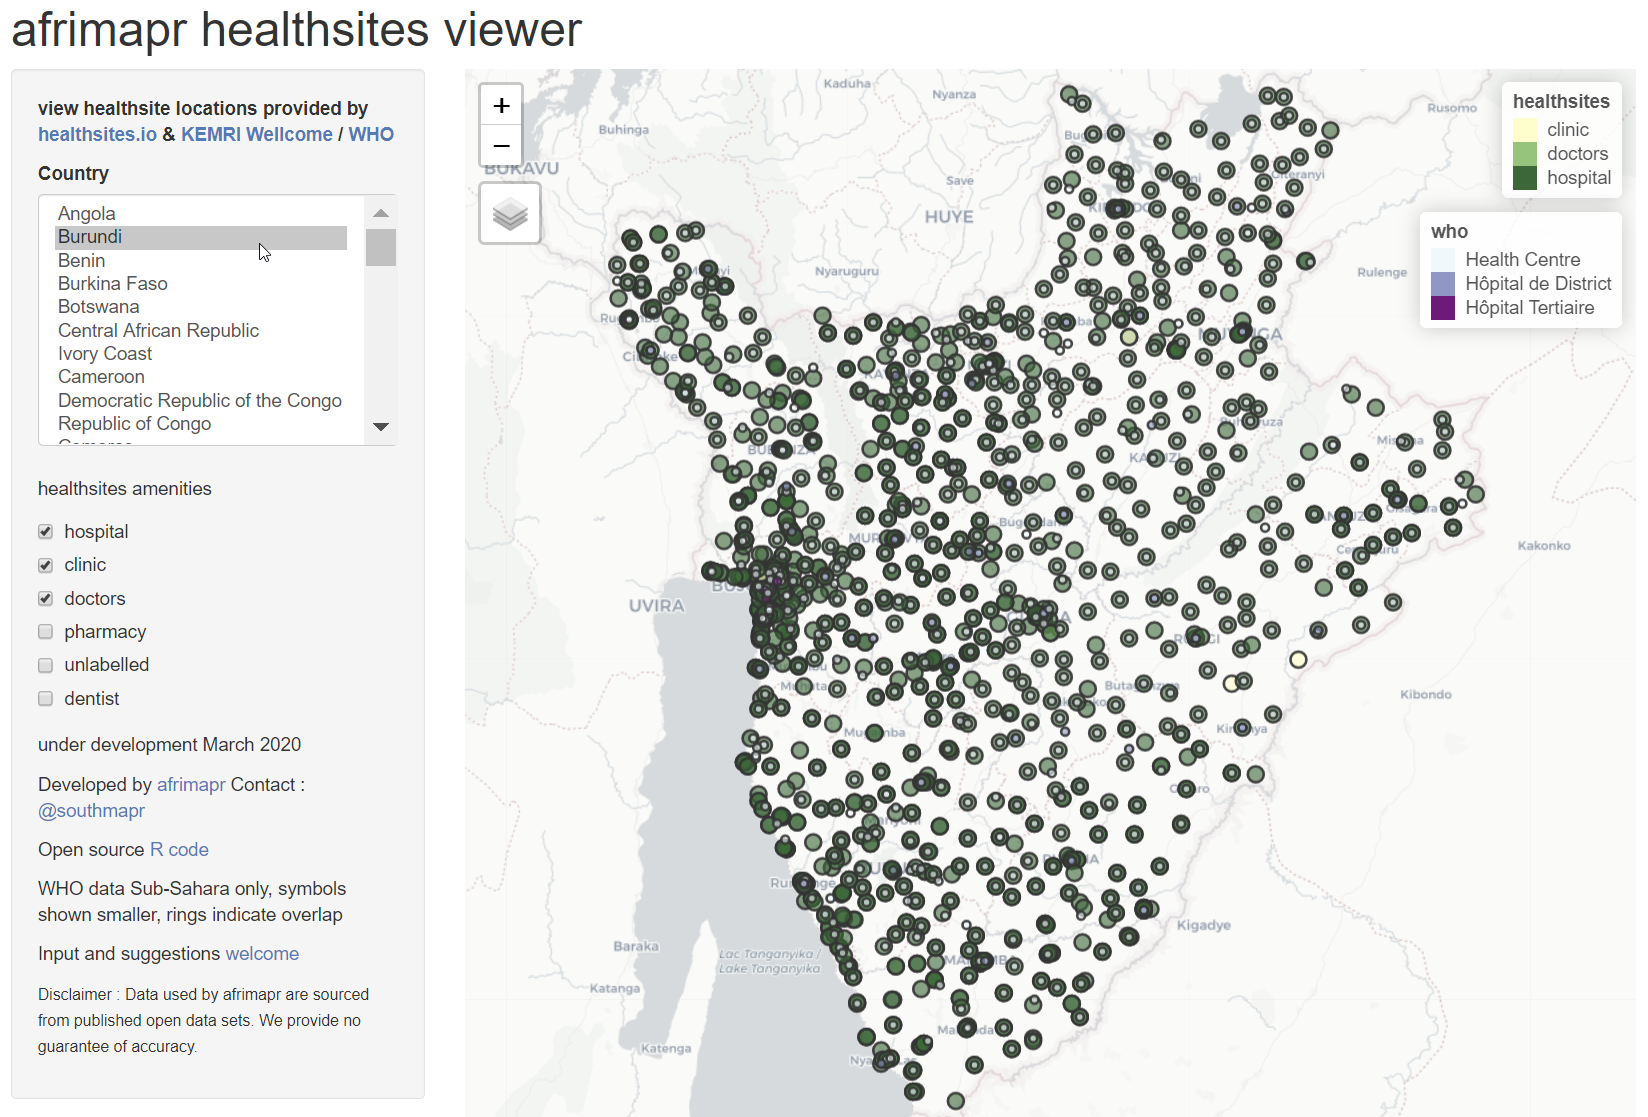 afrimapr healthsites viewer
view healthsite locations provided by
healthsites.io & KEMRI Wellcome / WHO
Country
Angola
Burundi
Benin
Burkina Faso
Botswana
Central African Republic
Ivory Coast
Cameroon
Democratic Republic of the Congo
Republic of Congo
healthsites amenities
hospital
clinic
doctors
pharmacy
unlabelled
dentist
under development March 2020
Developed by afrimapr Contact :
@southmapr
Open source R code
WHO data Sub-Sahara only, symbols
shown smaller, rings indicate overlap
Input and suggestions welcome
Disclaimer : Data used by afrimapr are sourced
from published open data sets. We provide no
guarantee of accuracy.
+
−
healthsites
clinic
doctors
hospital
who
Health Centre
Hôpital de District
Hôpital Tertiaire
Kaduha
Nyanza
Rusomo
Buhinga
BUKAVU
Save
HUYE
Nyaruguru
Rulenge
Kakonko
UVIRA
Kibondo
Kigadye
Baraka
Lac Tanganyika /
Lake Tanganyika
Katanga
Katenga